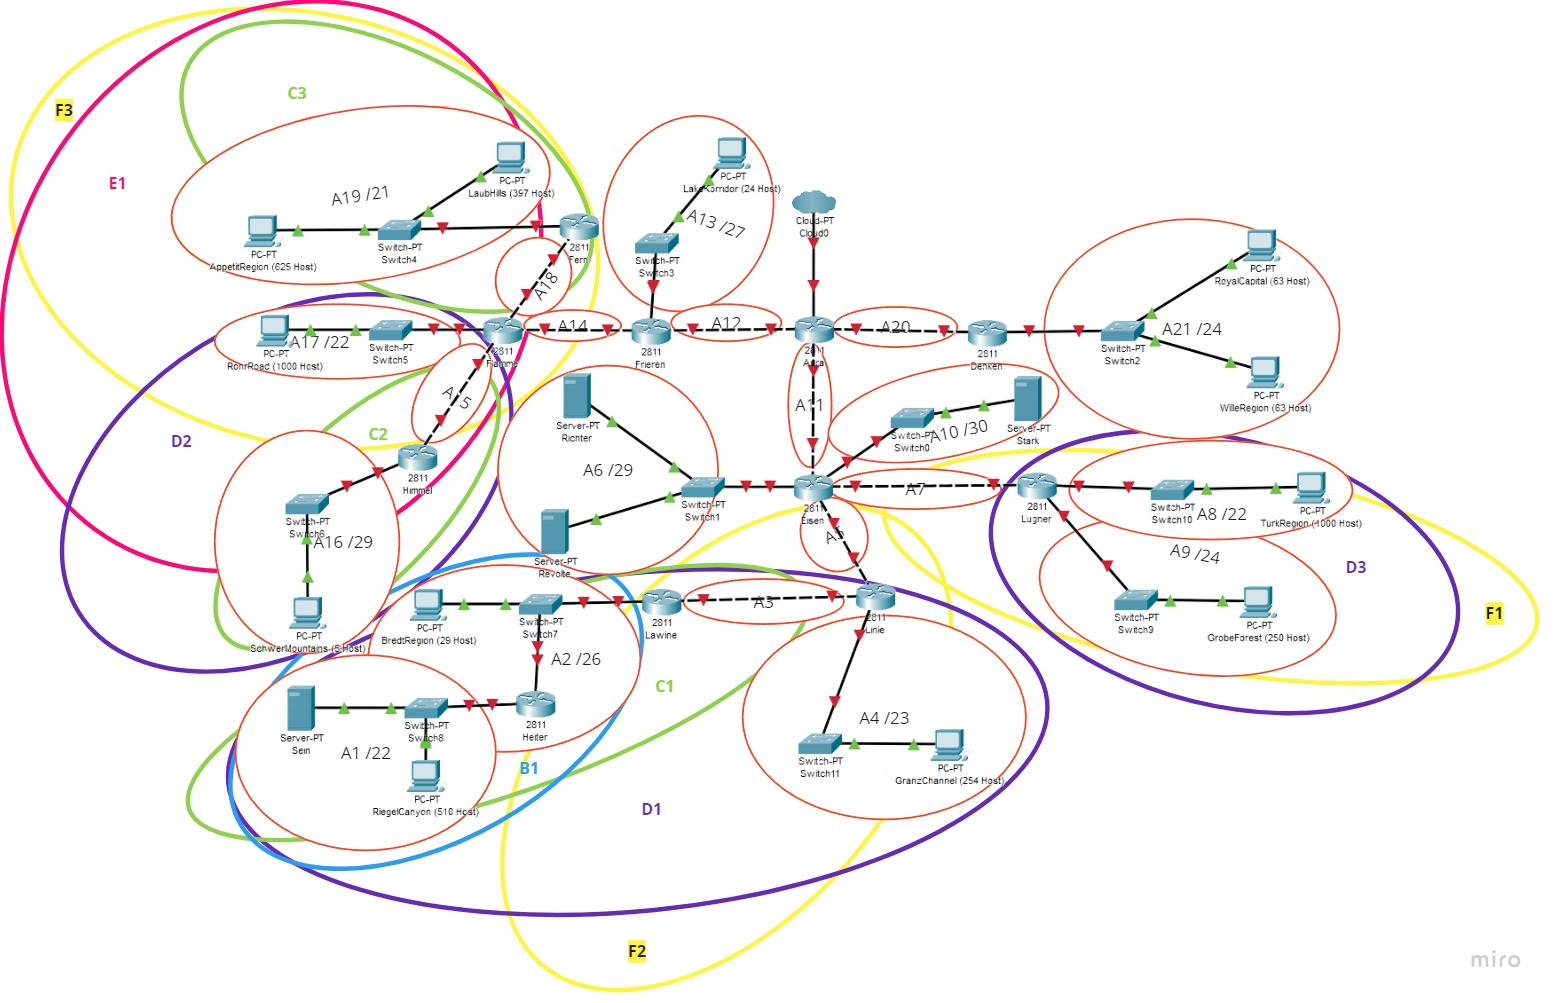 C3
F3
E1
A19 /21
PC-PT
LaubHills (397 Host)
PC-PT
AppetitRegion (625 Host)
Switch-PT
Switch4
2811
Fern
A18
PC-PT
LakeKorridor (24 Host)
A13 /27
Switch-PT
Switch3
Cloud-PT
Cloud0
PC-PT
RoyalCapital (63 Host)
A21 /24
Switch-PT
Switch2
PC-PT
WilleRegion (63 Host)
A17 /22
PC-PT
RohrRoad (1000 Host)
Switch-PT
Switch5
2811
Flamme
A14
2811
Frieren
A12
2811
A20
2811
Denken
A15
D2
C2
2811
Himmel
Switch-PT
Switch6
A16 /29
PC-PT
SchwerMountains (5 Host)
Server-PT
Richter
A6 /29
Switch-PT
Switch1
Server-PT
Revolte
A11
Switch-PT
Switch0
A10 /30
Server-PT
Stark
2811
Eisen
A7
2811
Lugner
Switch-PT
Switch10
A8 /22
PC-PT
TurkRegion (1000 Host)
A9 /24
D3
F1
Switch-PT
Switch9
PC-PT
GrobeForest (250 Host)
A5
PC-PT
BredtRegion (29 Host)
Switch-PT
Switch7
2811
Lawine
A3
2811
Linie
A2 /26
C1
2811
Heiter
Server-PT
Sein
Switch-PT
Switch8
A1 /22
PC-PT
RiegelCanyon (510 Host)
B1
D1
A4 /23
Switch-PT
Switch11
PC-PT
GranzChannel (254 Host)
F2
miro